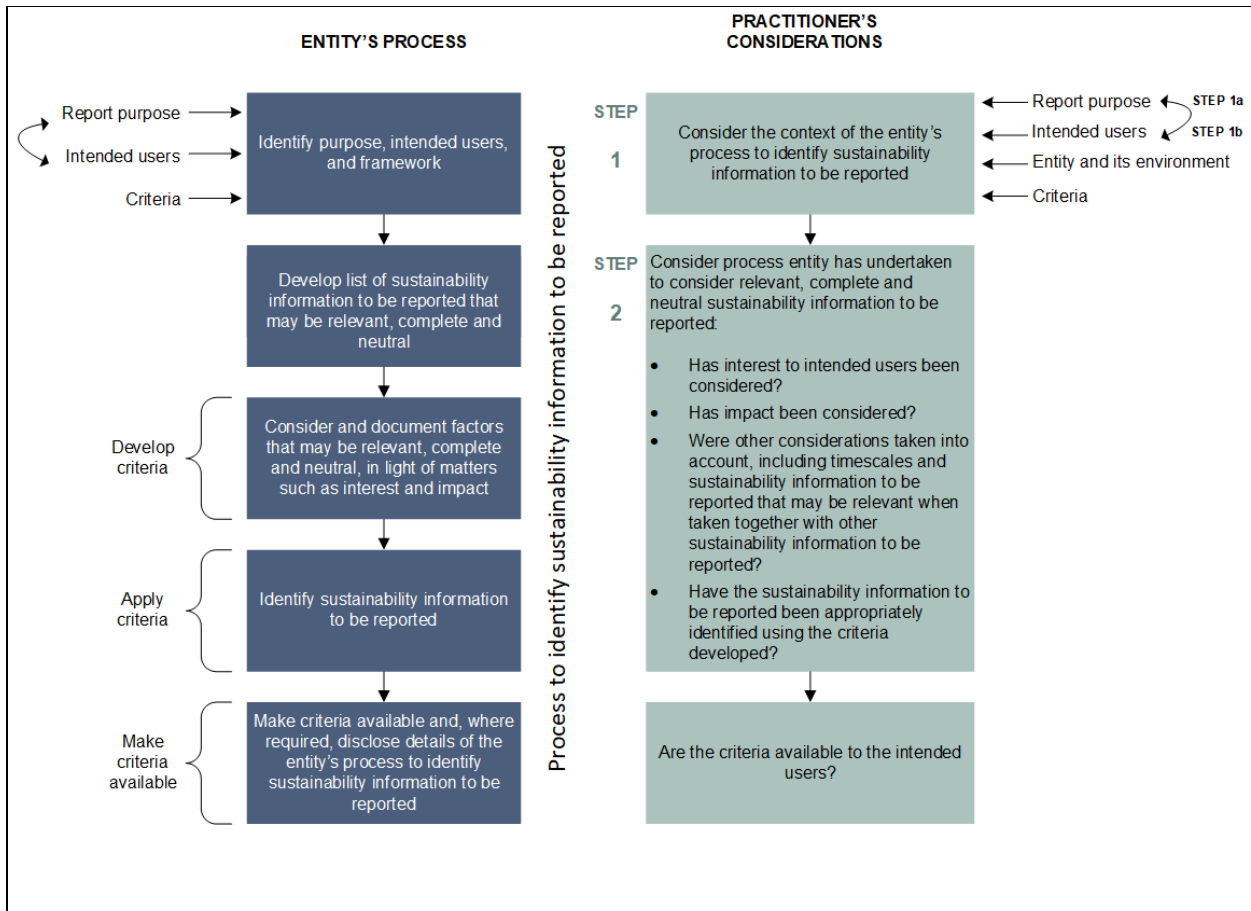 ENTITY'S PROCESS
Report purpose
Intended users
Criteria
Identify purpose, intended users,
and framework
Develop list of sustainability
information to be reported that
may be relevant, complete and
neutral
Develop
criteria
Consider and document factors
that may be relevant, complete
and neutral, in light of matters
such as interest and impact
Apply
criteria
Identify sustainability information
to be reported
Make
criteria
available
Make criteria available and, where
required, disclose details of the
entity's process to identify
sustainability information to be
reported
Process to identify sustainability information to be reported
PRACTITIONER'S
CONSIDERATIONS
STEP
1
Consider the context of the entity's
process to identify sustainability
information to be reported
Report purpose
STEP 1a
Intended users
STEP 1b
Entity and its environment
Criteria
STEP
2
Consider process entity has undertaken
to consider relevant, complete and
neutral sustainability information to be
reported:
• Has interest to intended users been
considered?
• Has impact been considered?
• Were other considerations taken into
account, including timescales and
sustainability information to be
reported that may be relevant when
taken together with other
sustainability information to be
reported?
• Have the sustainability information to
be reported been appropriately
identified using the criteria
developed?
Are the criteria available to the intended
users?